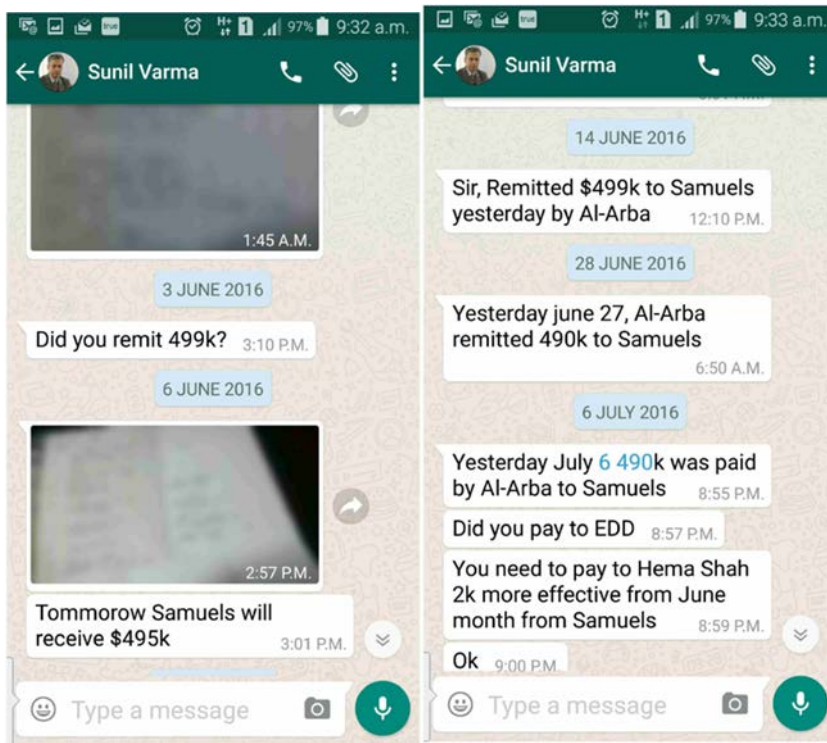 97% 9:32 a.m.
Sunil Varma
1:45 A.M.
3 JUNE 2016
Did you remit 499k? 3:10 P.M.
6 JUNE 2016
2:57 P.M.
Tommorow Samuels will
receive $495k 3:01 P.M.
Type a message
true H+ 1 97% 9:33 a.m.
Sunil Varma
14 JUNE 2016
Sir, Remitted $499k to Samuels
yesterday by Al-Arba 12:10 P.M.
28 JUNE 2016
Yesterday june 27, Al-Arba
remitted 490k to Samuels
6:50 A.M.
6 JULY 2016
Yesterday July 6 490k was paid
by Al-Arba to Samuels 8:55 P.M.
Did you pay to EDD 8:57 P.M.
You need to pay to Hema Shah
2k more effective from June
month from Samuels 8:59 P.M.
Ok 9:00 P.M.
Type a message